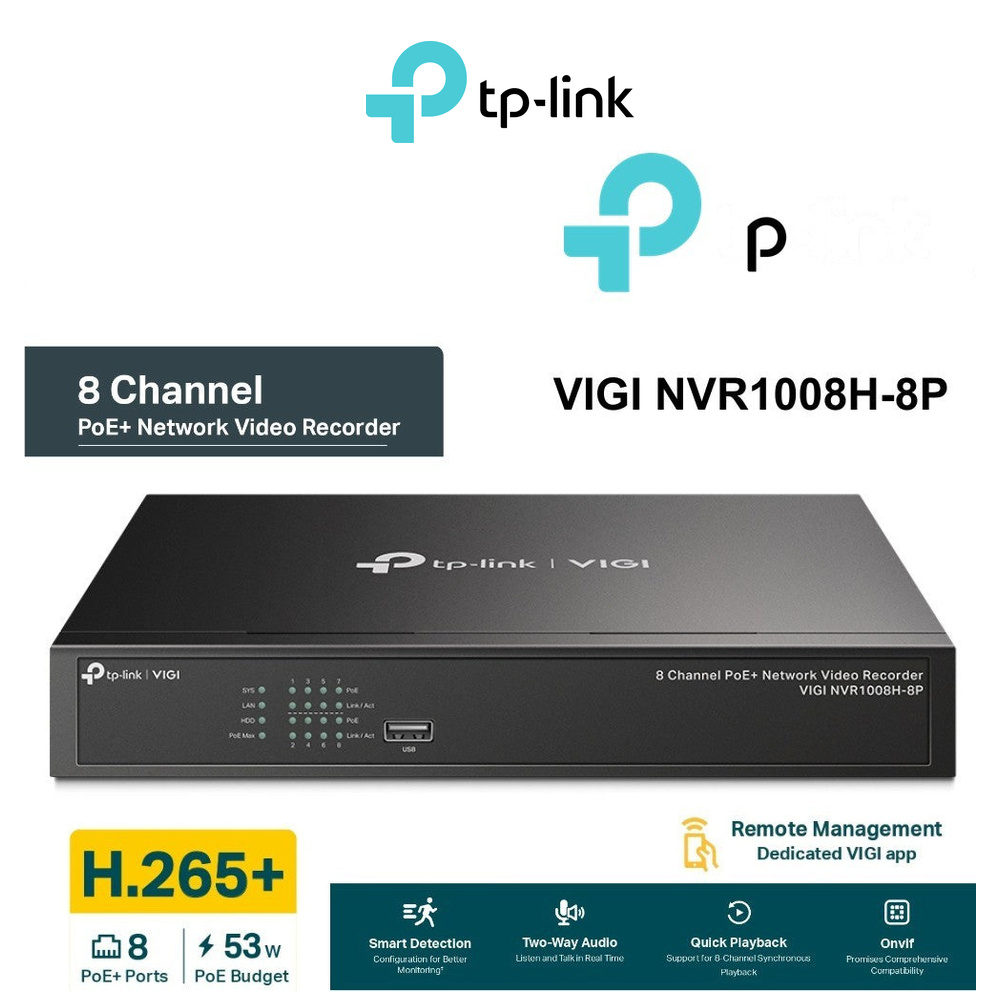 tp-link
p
8 Channel
PoE+ Network Video Recorder
VIGI NVR1008H-8P
tp-link | VIGI
tp-link | VIGI
8 Channel PoE+ Network Video Recorder
VIGI NVR1008H-8P
1 3 5 7
SYS PoE
LAN Link/Act
HDD PoE
PoE Max Link/Act
2 4 6 8
USB
H.265+
8
PoE+ Ports
53W
PoE Budget
Remote Management
Dedicated VIGI app
Smart Detection
Configuration for Better
Monitoring†
Two-Way Audio
Listen and Talk in Real Time
Quick Playback
Support for 8-Channel Synchronous
Playback
Onvif
Promises Comprehensive
Compatibility